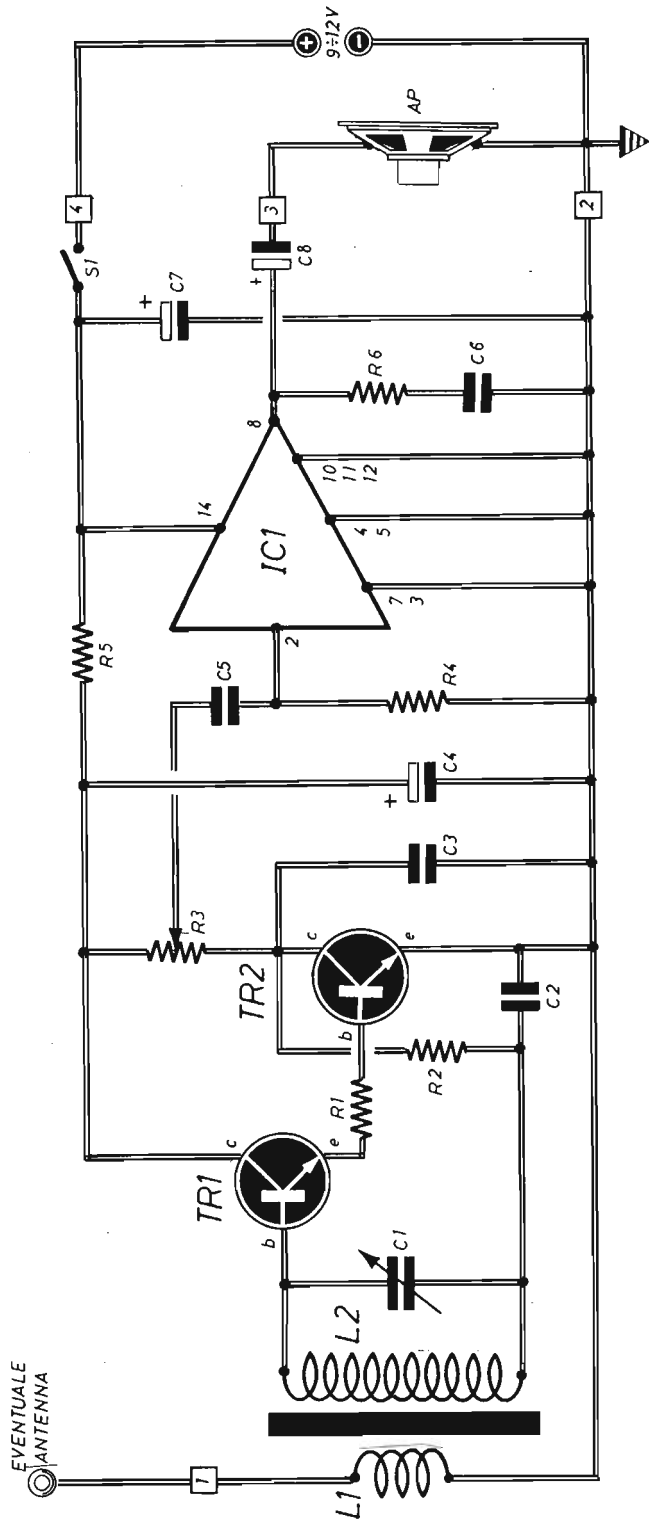 EVENTUALE
ANTENNA
1
L1
L2
C1
TR1
b
c
e
R1
R2
C2
TR2
b
c
e
R3
C3
C4
+
C5
R4
R5
IC1
2
14
8
7
3
4
5
10
11
12
R6
C6
C7
+
C8
+
S1
4
3
2
AP
+
−
9÷12V